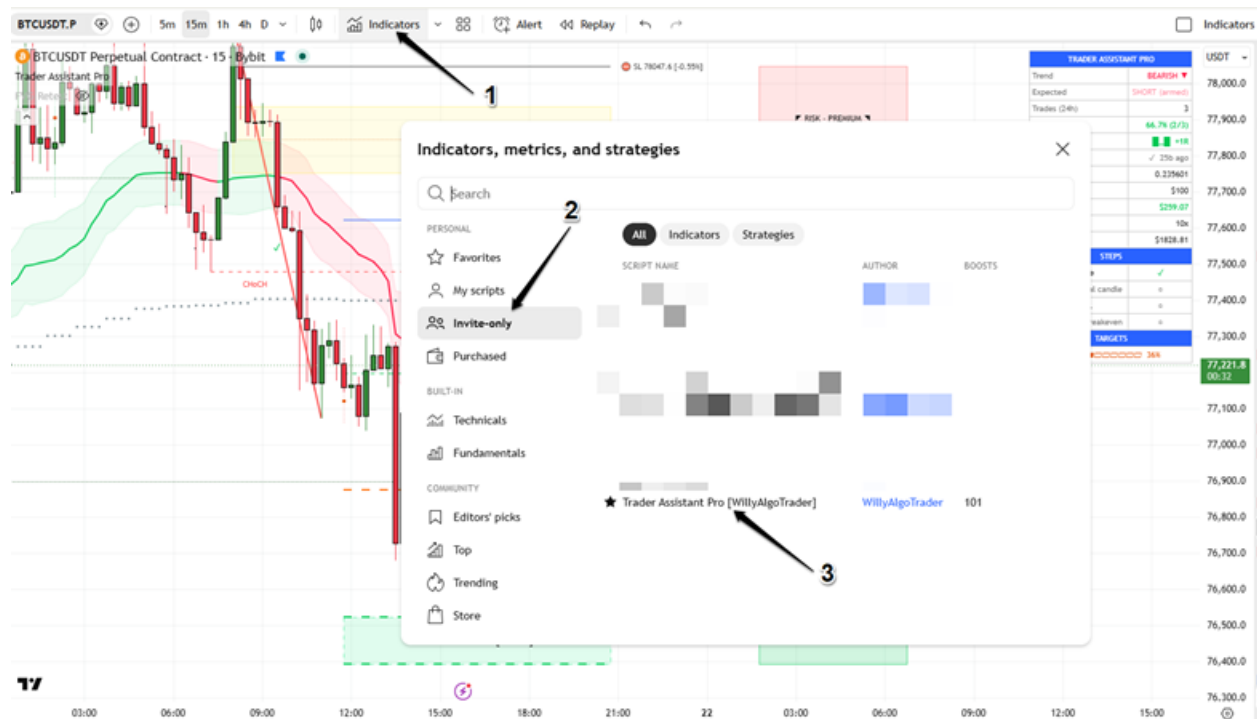 BTCUSDT.P 5m 15m 1h 4h D Indicators Alert Replay Indicators
BTCUSDT Perpetual Contract · 15 · Bybit
Trader Assistant Pro
SL 78047.6 [-0.55%]
RISK - PREMIUM
CHoCH
1
Indicators, metrics, and strategies
Search
2
PERSONAL
Favorites
My scripts
Invite-only
Purchased
BUILT-IN
Technicals
Fundamentals
COMMUNITY
Editors' picks
Top
Trending
Store
All Indicators Strategies
SCRIPT NAME AUTHOR BOOSTS
Trader Assistant Pro [WillyAlgoTrader] WillyAlgoTrader 101
3
TRADER ASSISTANT PRO
Trend BEARISH ▼
Expected SHORT (armed)
Trades (24h) 3
66.7% (2/3)
+1R
✓ 25b ago
0.235601
$100
$259.07
10x
$1828.81
STEPS
✓
candle
TARGETS
36%
USDT
78,000.0
77,900.0
77,800.0
77,700.0
77,600.0
77,500.0
77,400.0
77,300.0
77,221.8
00:32
77,100.0
77,000.0
76,900.0
76,800.0
76,700.0
76,600.0
76,500.0
76,400.0
76,300.0
03:00 06:00 09:00 12:00 15:00 18:00 21:00 22 03:00 06:00 09:00 12:00 15:00